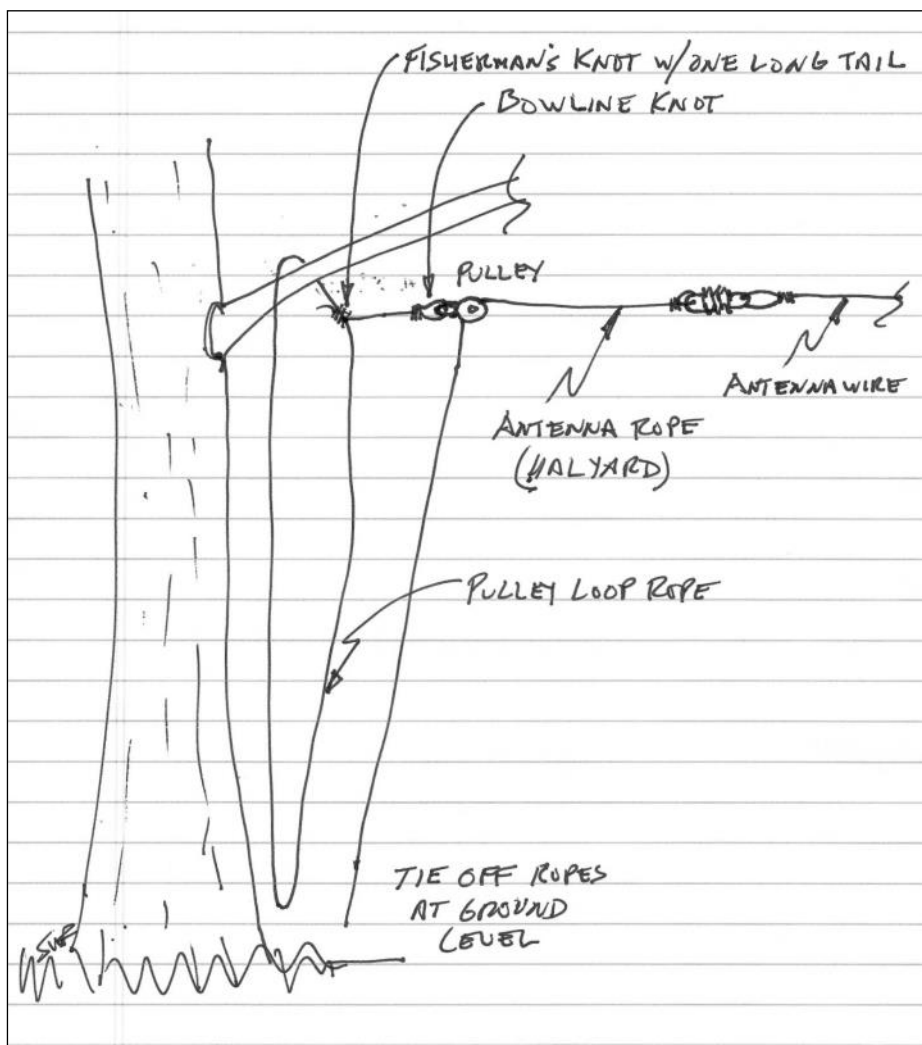 FISHERMAN'S KNOT W/ONE LONG TAIL
BOWLINE KNOT
PULLEY
ANTENNA WIRE
ANTENNA ROPE
(HALYARD)
PULLEY LOOP ROPE
TIE OFF ROPES
AT GROUND
LEVEL